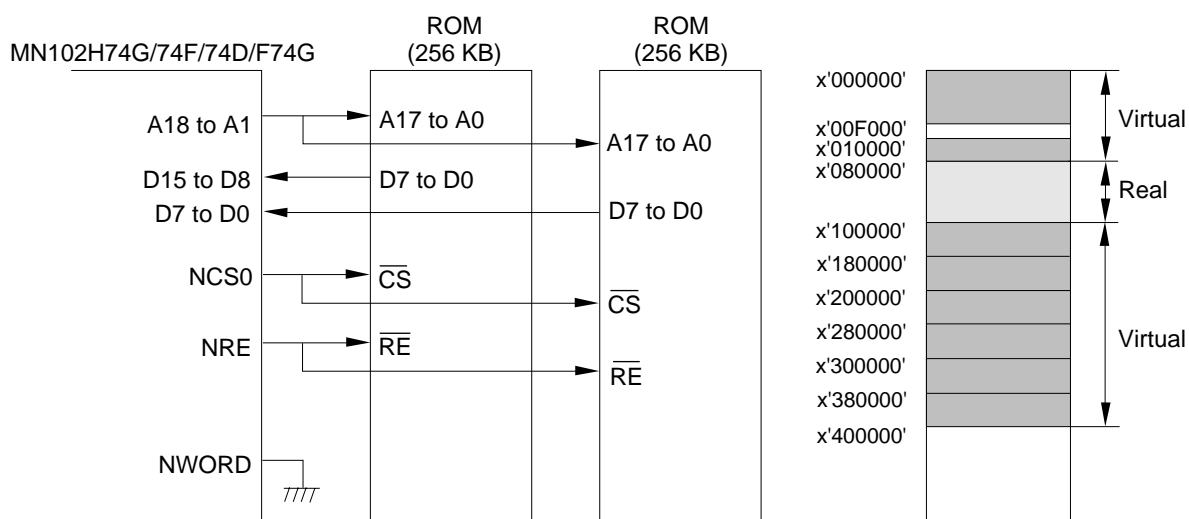 MN102H74G/74F/74D/F74G
ROM
(256 KB)
ROM
(256 KB)
A18 to A1
A17 to A0
A17 to A0
D15 to D8
D7 to D0
D7 to D0
D7 to D0
NCS0
CS
CS
NRE
RE
RE
NWORD
x'000000'
x'00F000'
x'010000'
x'080000'
x'100000'
x'180000'
x'200000'
x'280000'
x'300000'
x'380000'
x'400000'
Virtual
Real
Virtual